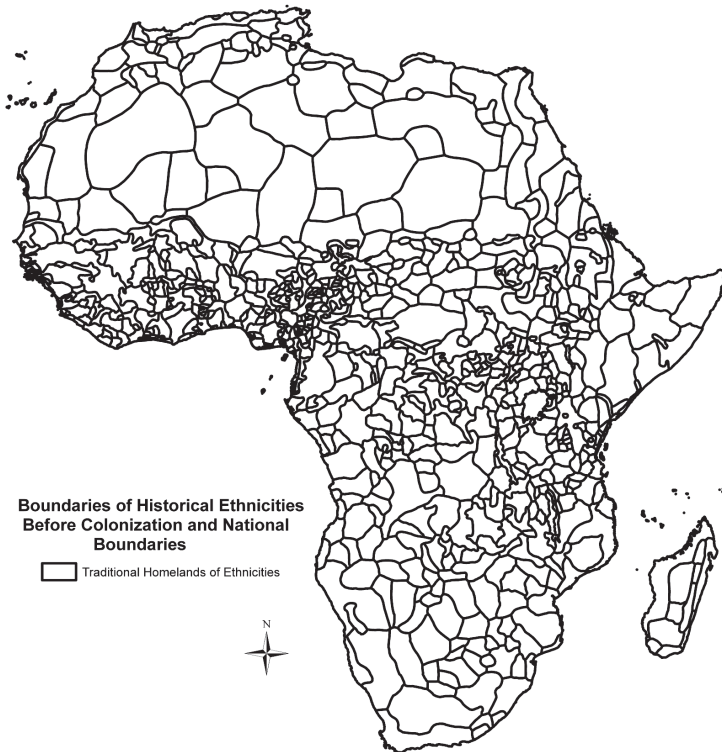 Boundaries of Historical Ethnicities
Before Colonization and National
Boundaries
Traditional Homelands of Ethnicities
N